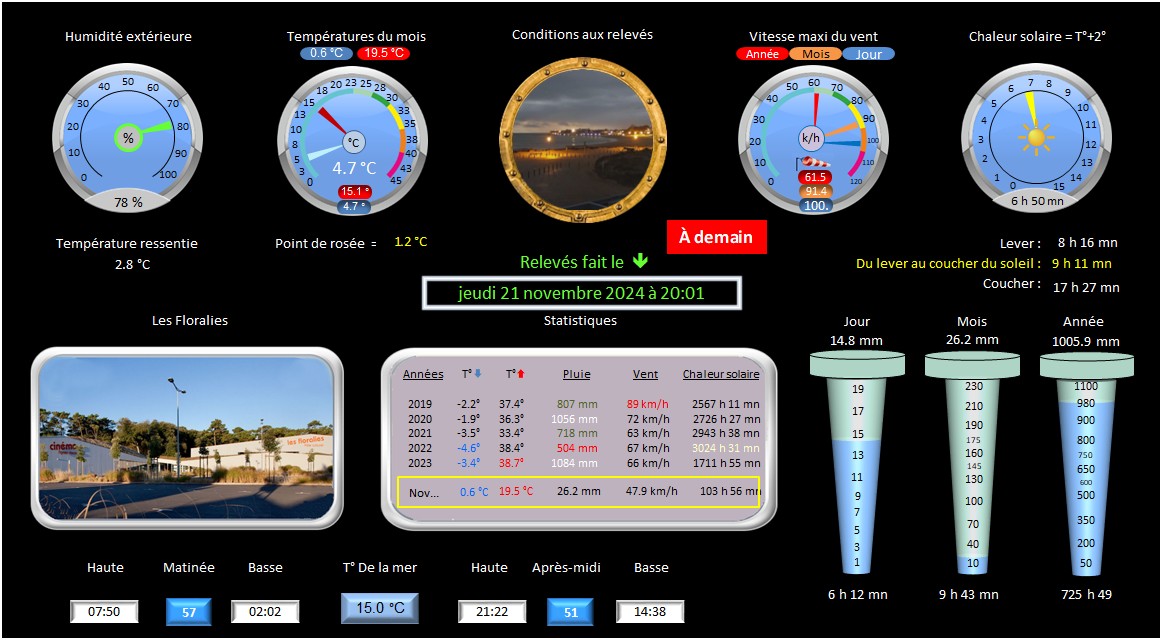 Humidité extérieure
0 10 20 30 40 50 60 70 80 90 100
%
78 %
Températures du mois
0.6 °C 19.5 °C
0 3 5 8 10 13 15 18 20 23 25 28 30 33 35 38 40 43 45
°C
4.7 °C
15.1 °
4.7 °
Conditions aux relevés
Vitesse maxi du vent
Année Mois Jour
0 10 20 30 40 50 60 70 80 90 100 110 120
k/h
61.5
91.4
100.
Chaleur solaire = T°+2°
0 1 2 3 4 5 6 7 8 9 10 11 12 13 14 15
6 h 50 mn
Température ressentie
2.8 °C
Point de rosée = 1.2 °C
À demain
Relevés fait le
jeudi 21 novembre 2024 à 20:01
Lever : 8 h 16 mn
Du lever au coucher du soleil : 9 h 11 mn
Coucher : 17 h 27 mn
Les Floralies
cinéma
les floralies
Statistiques
Années T° T° Pluie Vent Chaleur solaire
2019 -2.2° 37.4° 807 mm 89 km/h 2567 h 11 mn
2020 -1.9° 36.3° 1056 mm 72 km/h 2726 h 27 mn
2021 -3.5° 33.4° 718 mm 63 km/h 2943 h 38 mn
2022 -4.6° 38.4° 504 mm 67 km/h 3024 h 31 mn
2023 -3.4° 38.7° 1084 mm 66 km/h 1711 h 55 mn
Nov... 0.6 °C 19.5 °C 26.2 mm 47.9 km/h 103 h 56 mn
Jour
14.8 mm
19
17
15
13
11
9
7
5
3
1
6 h 12 mn
Mois
26.2 mm
230
210
190
175
160
145
130
100
70
40
10
9 h 43 mn
Année
1005.9 mm
1100
980
900
800
750
650
600
500
350
200
50
725 h 49
Haute Matinée Basse T° De la mer Haute Après-midi Basse
07:50 57 02:02 15.0 °C 21:22 51 14:38